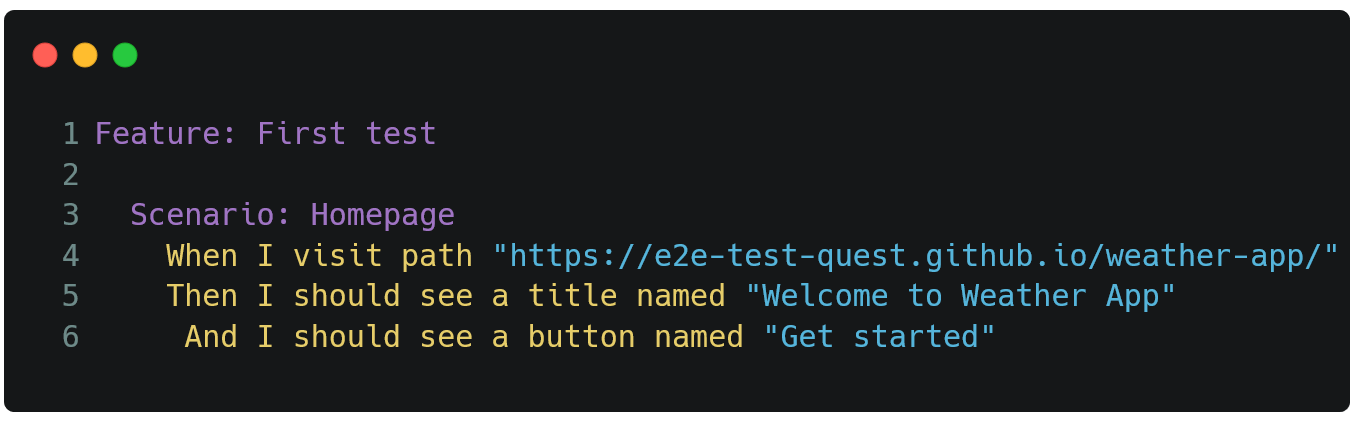 1 Feature: First test
2
3 Scenario: Homepage
4 When I visit path "https://e2e-test-quest.github.io/weather-app/"
5 Then I should see a title named "Welcome to Weather App"
6 And I should see a button named "Get started"